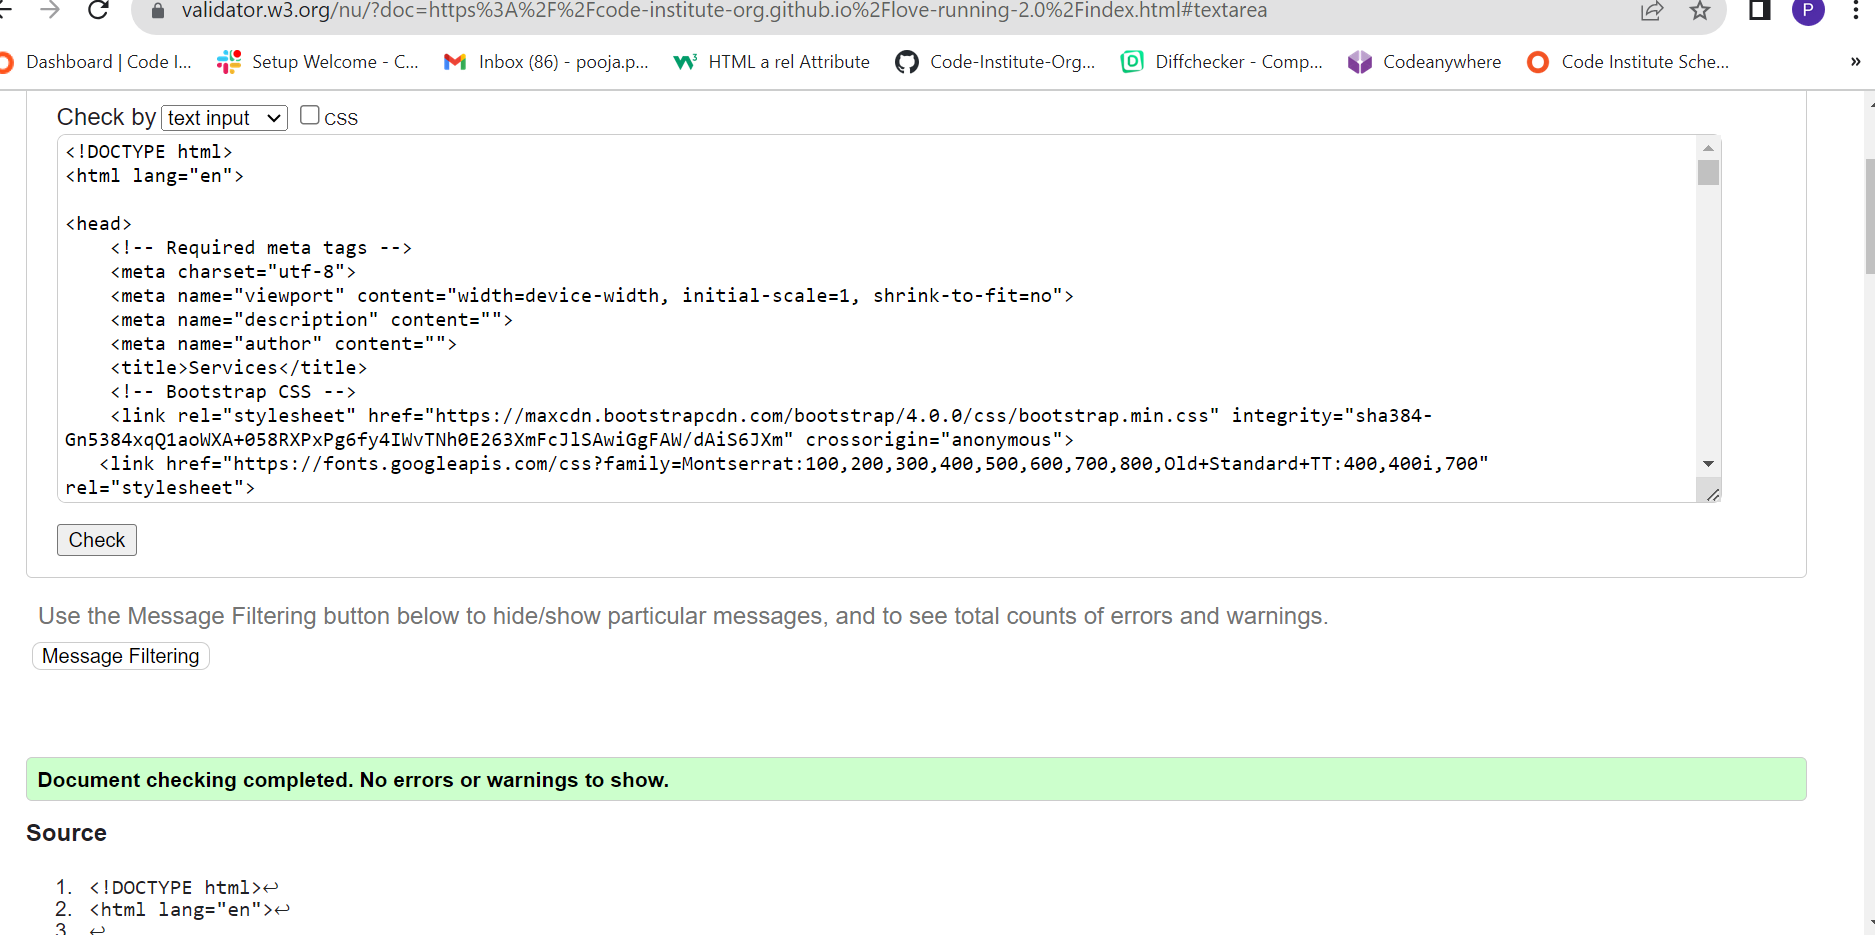 validator.w3.org/nu/?doc=https%3A%2F%2Fcode-institute-org.github.io%2Flove-running-2.0%2Findex.html#textarea
P
Dashboard | Code I... Setup Welcome - C... Inbox (86) - pooja.p... HTML a rel Attribute Code-Institute-Org... Diffchecker - Comp... Codeanywhere Code Institute Sche... »
Check by text input CSS
<!DOCTYPE html>
<html lang="en">
<head>
<!-- Required meta tags -->
<meta charset="utf-8">
<meta name="viewport" content="width=device-width, initial-scale=1, shrink-to-fit=no">
<meta name="description" content="">
<meta name="author" content="">
<title>Services</title>
<!-- Bootstrap CSS -->
<link rel="stylesheet" href="https://maxcdn.bootstrapcdn.com/bootstrap/4.0.0/css/bootstrap.min.css" integrity="sha384-
Gn5384xqQ1aoWXA+058RXPxPg6fy4IWvTNh0E263XmFcJlSAwiGgFAW/dAiS6JXm" crossorigin="anonymous">
<link href="https://fonts.googleapis.com/css?family=Montserrat:100,200,300,400,500,600,700,800,Old+Standard+TT:400,400i,700"
rel="stylesheet">
Check
Use the Message Filtering button below to hide/show particular messages, and to see total counts of errors and warnings.
Message Filtering
Document checking completed. No errors or warnings to show.
Source
1. <!DOCTYPE html>↩
2. <html lang="en">↩
3. ↩